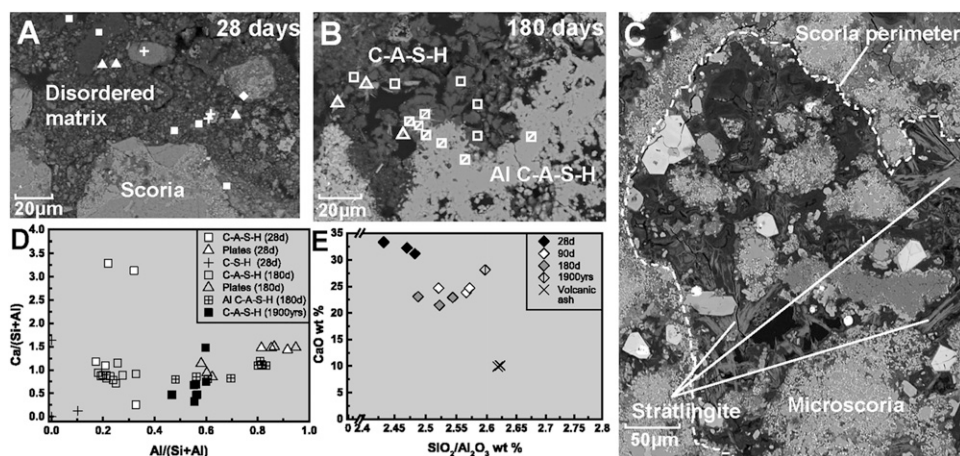 A
28 days
Disordered
matrix
Scoria
20µm
B
180 days
C-A-S-H
Al C-A-S-H
20µm
C
Scoria perimeter
Strätlingite
Microscoria
50µm
D
Ca/(Si+Al)
4.0
3.5
3.0
2.5
2.0
1.5
1.0
0.5
0.0
C-A-S-H (28d)
Plates (28d)
C-S-H (28d)
C-A-S-H (180d)
Plates (180d)
Al C-A-S-H (180d)
C-A-S-H (1900yrs)
0.0 0.2 0.4 0.6 0.8 1.0
Al/(Si+Al)
E
CaO wt %
35
30
25
20
15
10
5
0
28d
90d
180d
1900yrs
Volcanic
ash
0 2.4 2.45 2.5 2.55 2.6 2.7 2.8
SiO2/Al2O3 wt %